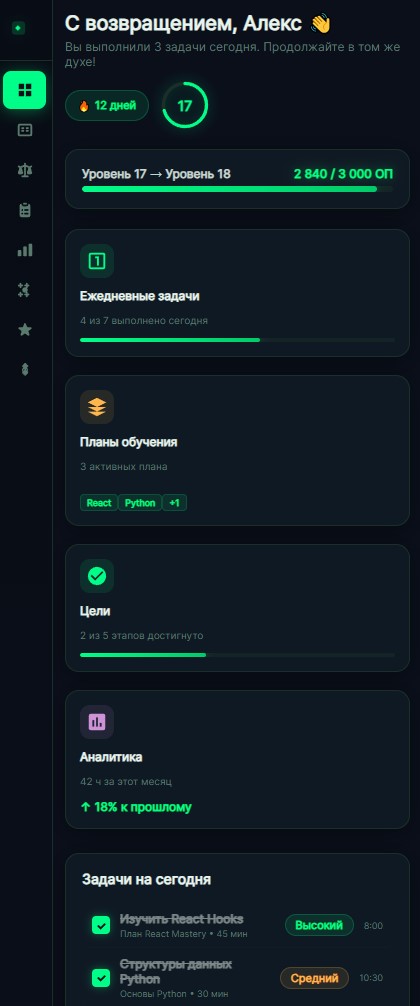 С возвращением, Алекс 👋
Вы выполнили 3 задачи сегодня. Продолжайте в том же
духе!
🔥 12 дней
17
Уровень 17 → Уровень 18
2 840 / 3 000 ОП
Ежедневные задачи
4 из 7 выполнено сегодня
Планы обучения
3 активных плана
React Python +1
Цели
2 из 5 этапов достигнуто
Аналитика
42 ч за этот месяц
↑ 18% к прошлому
Задачи на сегодня
Изучить React Hooks
План React Mastery • 45 мин
Высокий
8:00
Структуры данных
Python
Основы Python • 30 мин
Средний
10:30